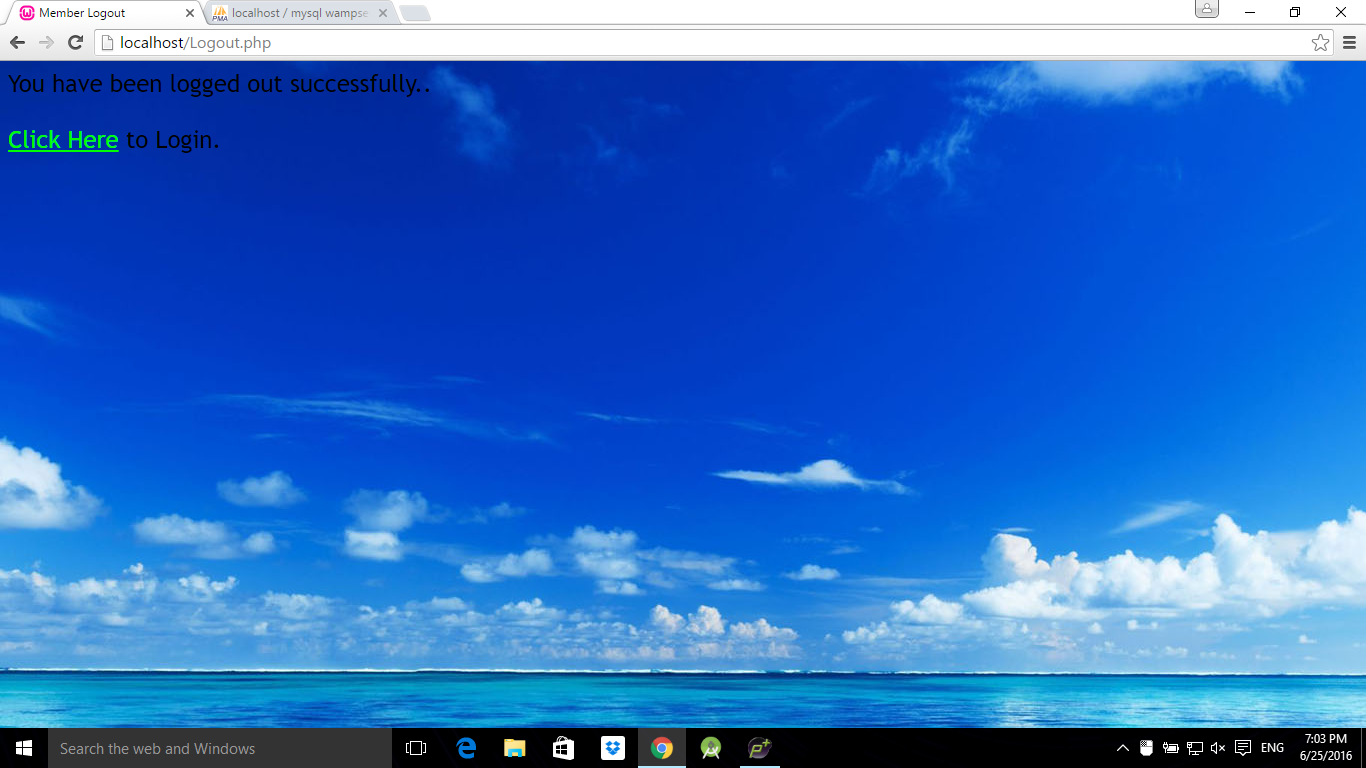 Member Logout
localhost / mysql wampse
localhost/Logout.php
You have been logged out successfully..
Click Here to Login.
Search the web and Windows
ENG
7:03 PM
6/25/2016